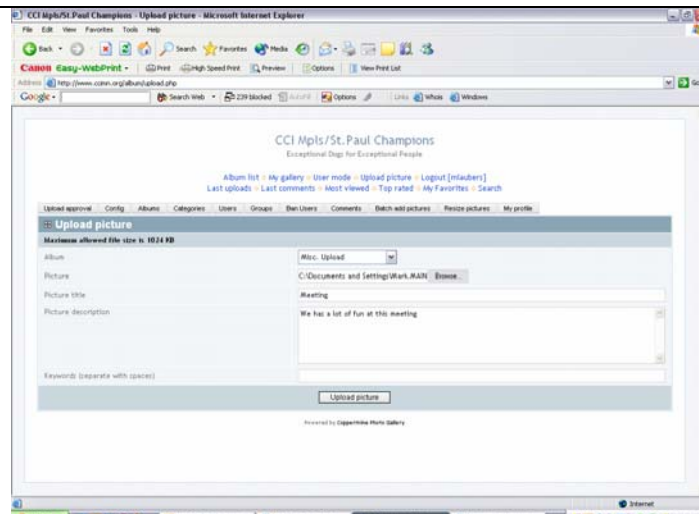 CCI Mpls/St.Paul Champions - Upload picture - Microsoft Internet Explorer
File Edit View Favorites Tools Help
Back Search Favorites Media
Canon Easy-WebPrint Print High Speed Print Preview Options View Print List
Address http://www.ccimn.org/album/upload.php Go
Google Search Web 239 blocked AutoFill Options Links Whois Windows
CCI Mpls/St.Paul Champions
Exceptional Dogs for Exceptional People
Album list My gallery User mode Upload picture Logout [mlaubers]
Last uploads Last comments Most viewed Top rated My Favorites Search
Upload approval Config Albums Categories Users Groups Ban Users Comments Batch add pictures Resize pictures My profile
Upload picture
Maximum allowed file size is 1024 KB
Album Misc. Upload
Picture C:\Documents and Settings\Mark.MAIN Browse...
Picture title Meeting
Picture description We has a lot of fun at this meeting
Keywords (separate with spaces)
Upload picture
Powered by Coppermine Photo Gallery
Internet